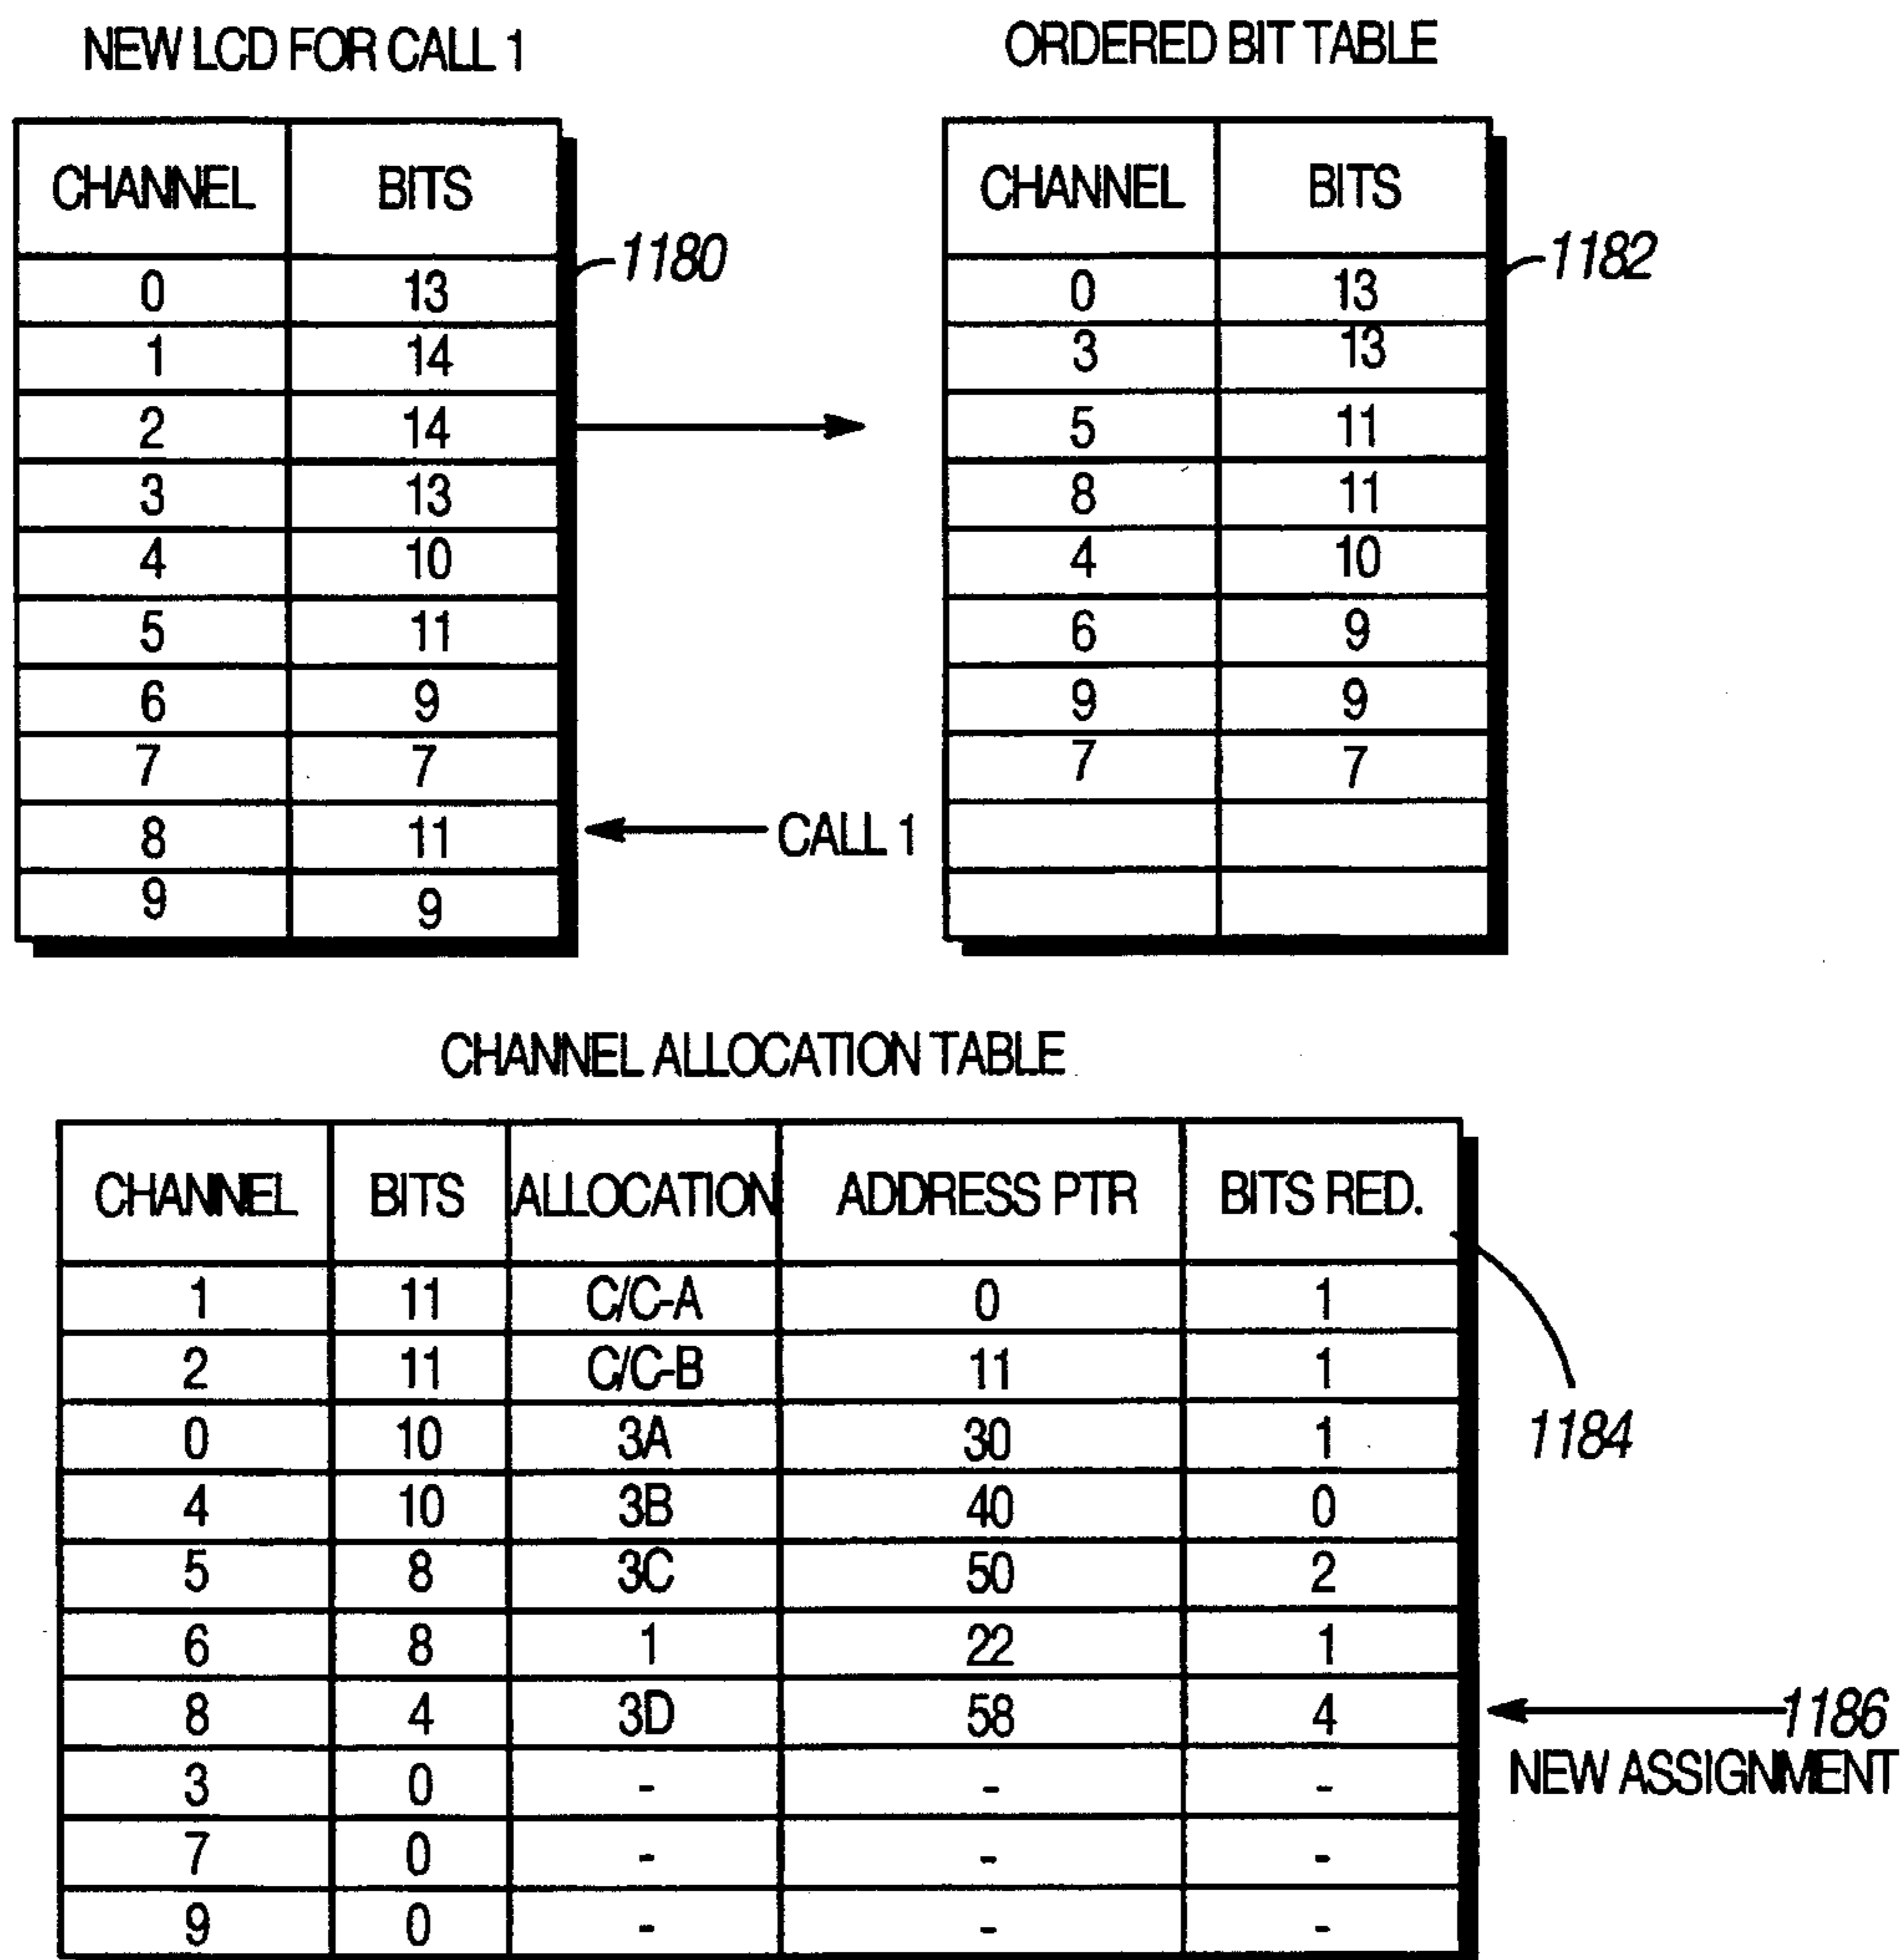 NEW LCD FOR CALL 1
CHANNEL BITS
0 13
1 14
2 14
3 13
4 10
5 11
6 9
7 7
8 11
9 9
1180
CALL 1
ORDERED BIT TABLE
CHANNEL BITS
0 13
3 13
5 11
8 11
4 10
6 9
9 9
7 7
1182
CHANNEL ALLOCATION TABLE
CHANNEL BITS ALLOCATION ADDRESS PTR BITS RED.
1 11 C/C-A 0 1
2 11 C/C-B 11 1
0 10 3A 30 1
4 10 3B 40 0
5 8 3C 50 2
6 8 1 22 1
8 4 3D 58 4
3 0 - - -
7 0 - - -
9 0 - - -
1184
1186
NEW ASSIGNMENT